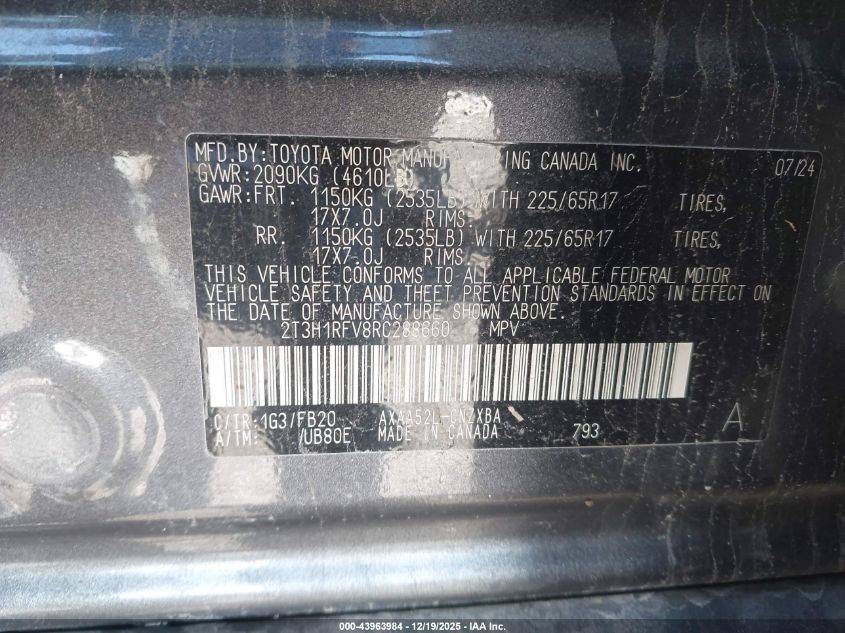 MFD.BY:TOYOTA MOTOR MANUFACTURING CANADA INC. 07/24
GVWR:2090KG (4610LB)
GAWR:FRT. 1150KG (2535LB) WITH 225/65R17 TIRES,
17X7.0J RIMS.
RR. 1150KG (2535LB) WITH 225/65R17 TIRES,
17X7.0J RIMS
THIS VEHICLE CONFORMS TO ALL APPLICABLE FEDERAL MOTOR
VEHICLE SAFETY AND THEFT PREVENTION STANDARDS IN EFFECT ON
THE DATE OF MANUFACTURE SHOWN ABOVE.
2T3H1RFV8RC288660 MPV
C/TR:1G3/FB20 AXAA52L-CNZXBA A
A/TM: /UB80E MADE IN CANADA 793
000-43963984 - 12/19/2025 - IAA Inc.